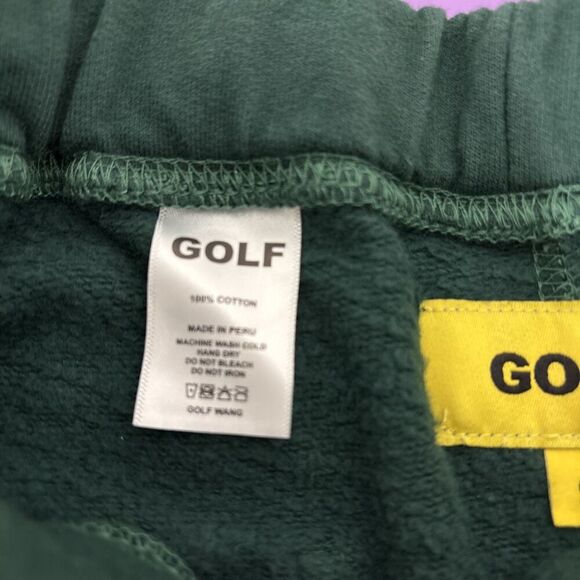 GOLF
100% COTTON
MADE IN PERU
MACHINE WASH COLD
HAND DRY
DO NOT BLEACH
DO NOT IRON
GOLF WANG
GO